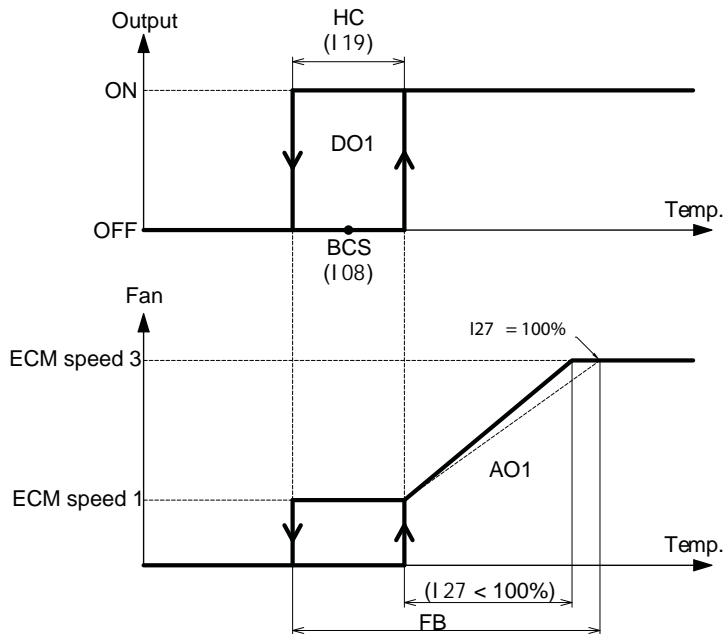 Output
HC
(I 19)
ON
DO1
Temp.
OFF
BCS
(I 08)
Fan
I27 = 100%
ECM speed 3
AO1
ECM speed 1
Temp.
(I 27 < 100%)
FB